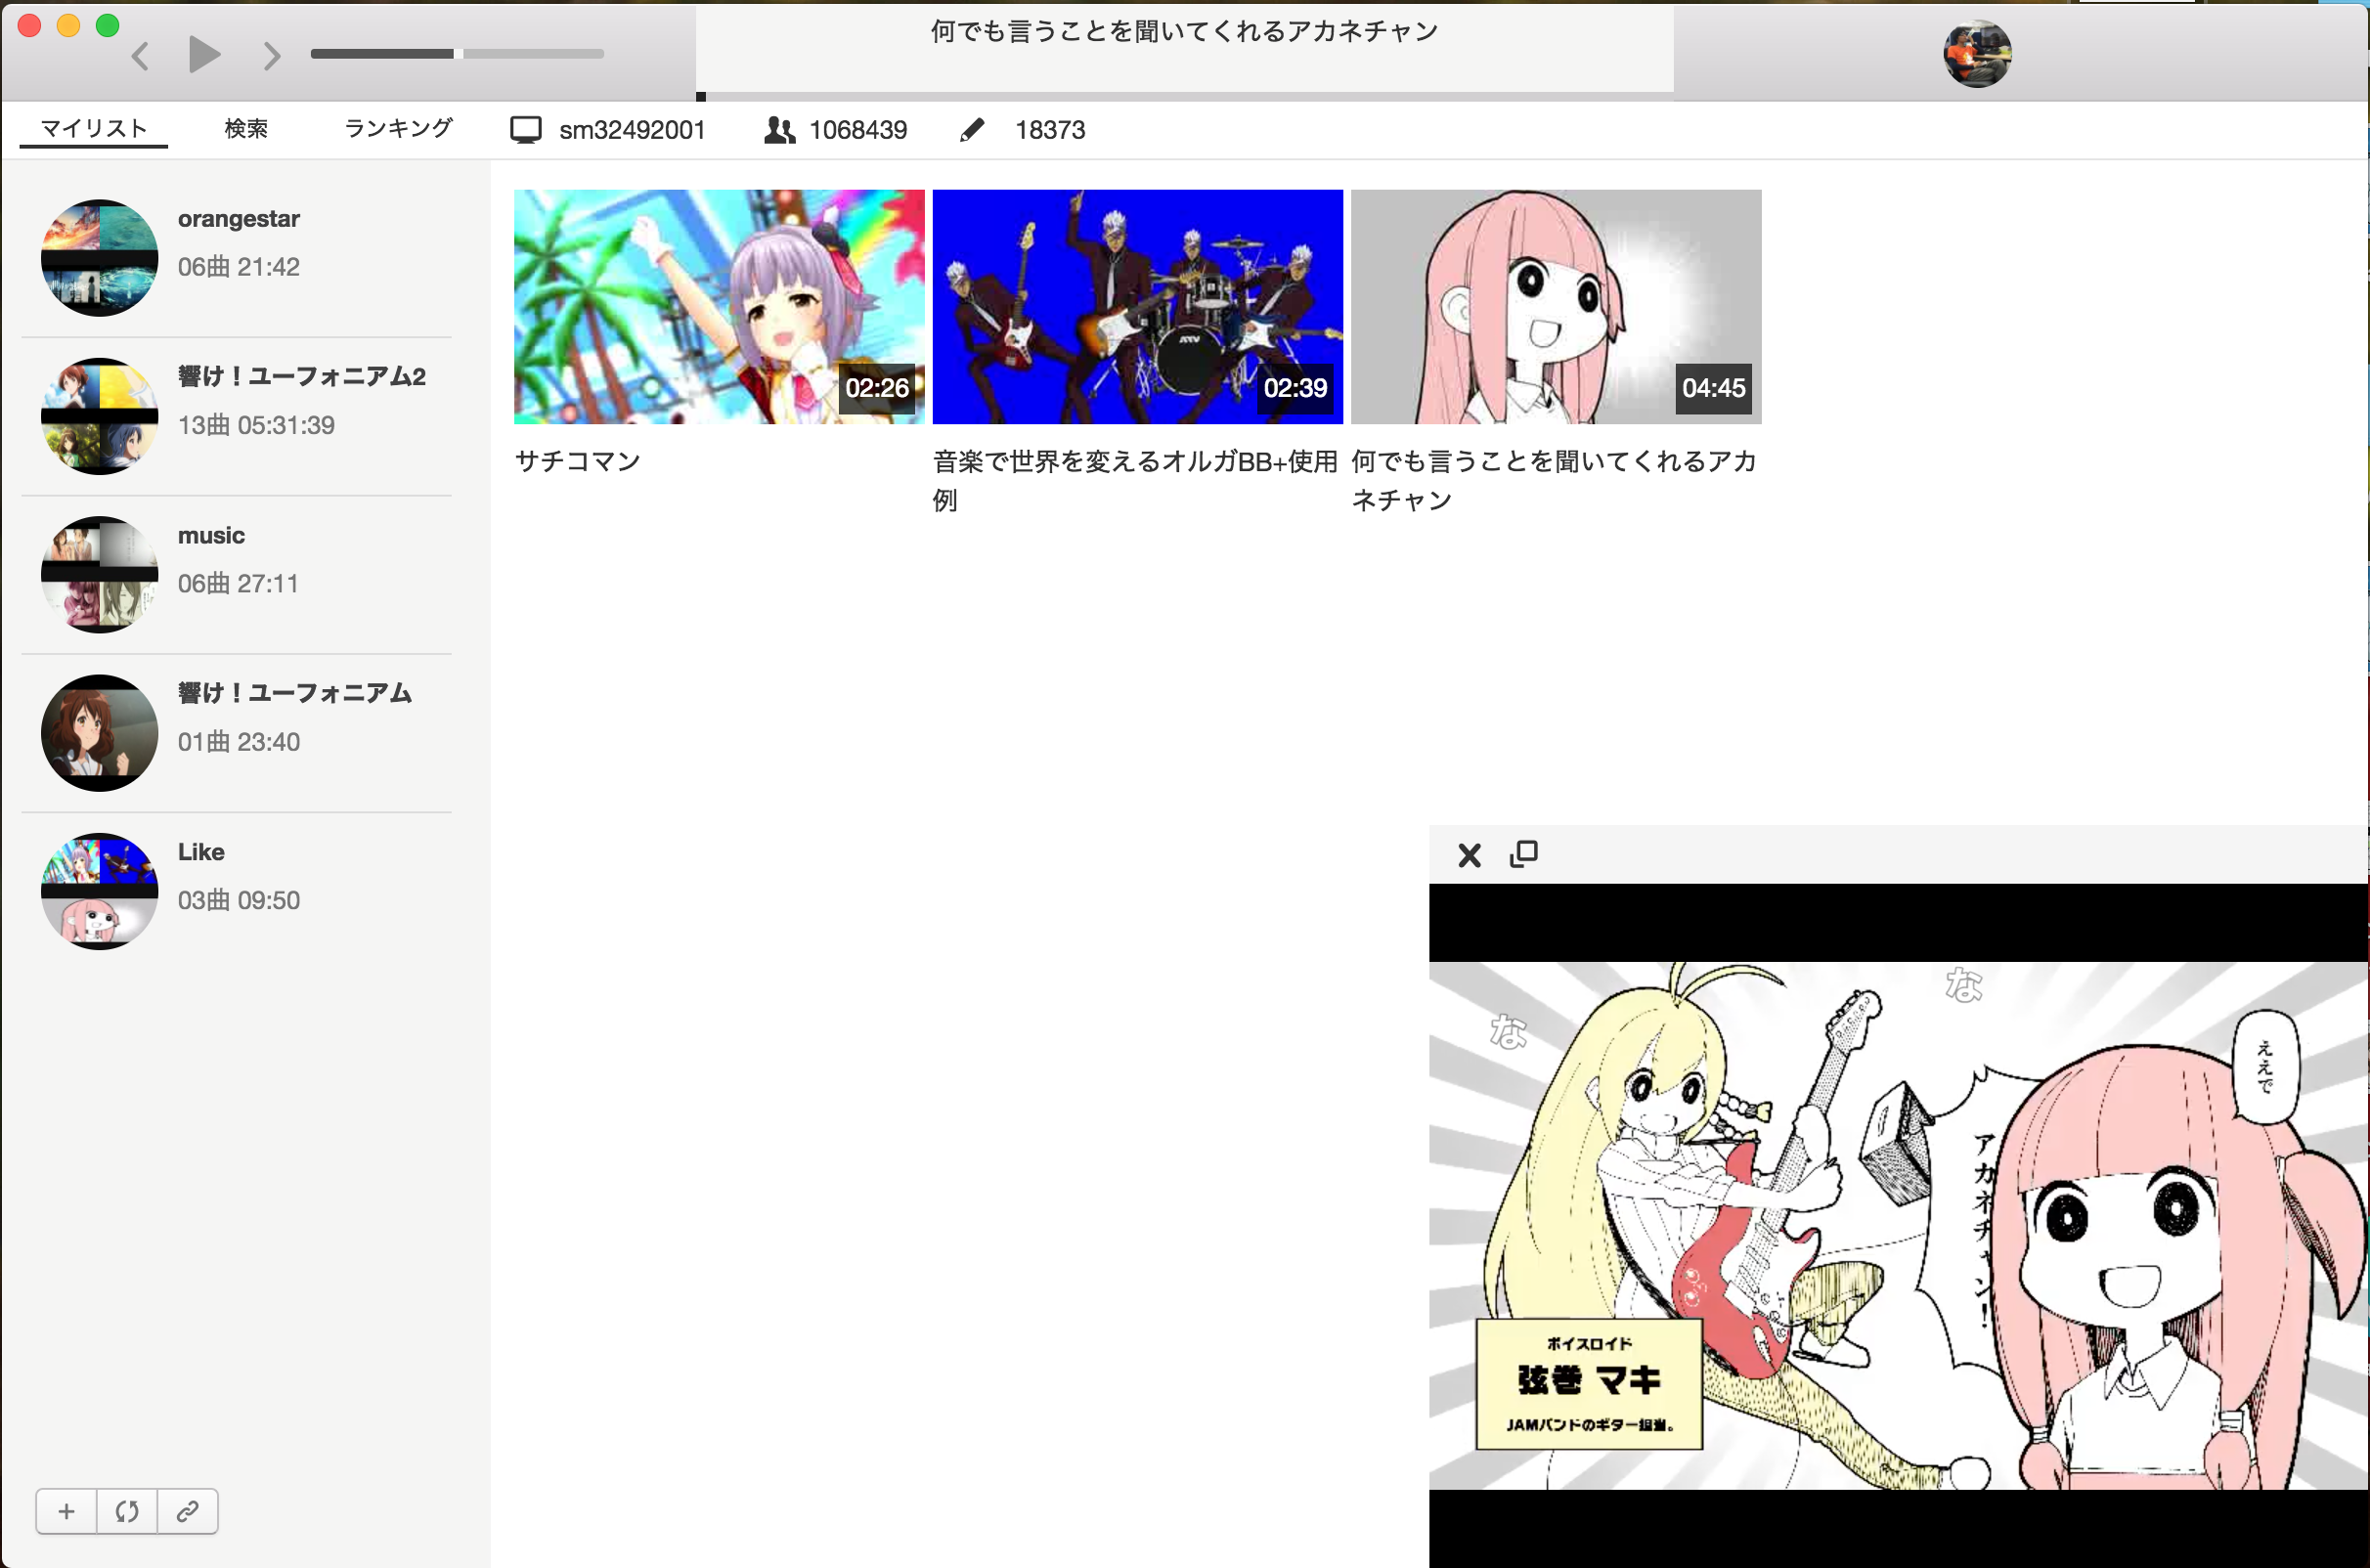 何でも言うことを聞いてくれるアカネチャン
マイリスト
検索
ランキング
sm32492001
1068439
18373
orangestar
06曲 21:42
響け！ユーフォニアム2
13曲 05:31:39
music
06曲 27:11
響け！ユーフォニアム
01曲 23:40
Like
03曲 09:50
02:26
サチコマン
02:39
音楽で世界を変えるオルガBB+使用
例
04:45
何でも言うことを聞いてくれるアカ
ネチャン
な
な
ええで
アカネチャン！
ボイスロイド
弦巻 マキ
JAMバンドのギター担当。